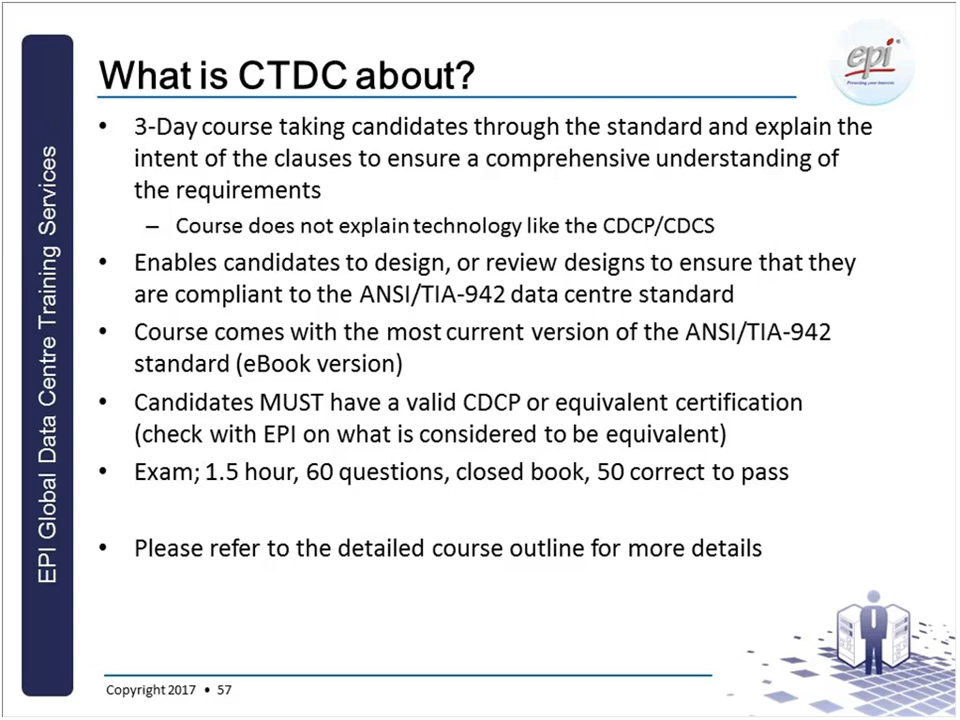 What is CTDC about?
epi
• 3-Day course taking candidates through the standard and explain the
intent of the clauses to ensure a comprehensive understanding of
the requirements
– Course does not explain technology like the CDCP/CDCS
• Enables candidates to design, or review designs to ensure that they
are compliant to the ANSI/TIA-942 data centre standard
• Course comes with the most current version of the ANSI/TIA-942
standard (eBook version)
• Candidates MUST have a valid CDCP or equivalent certification
(check with EPI on what is considered to be equivalent)
• Exam; 1.5 hour, 60 questions, closed book, 50 correct to pass
• Please refer to the detailed course outline for more details
EPI Global Data Centre Training Services
Copyright 2017 • 57